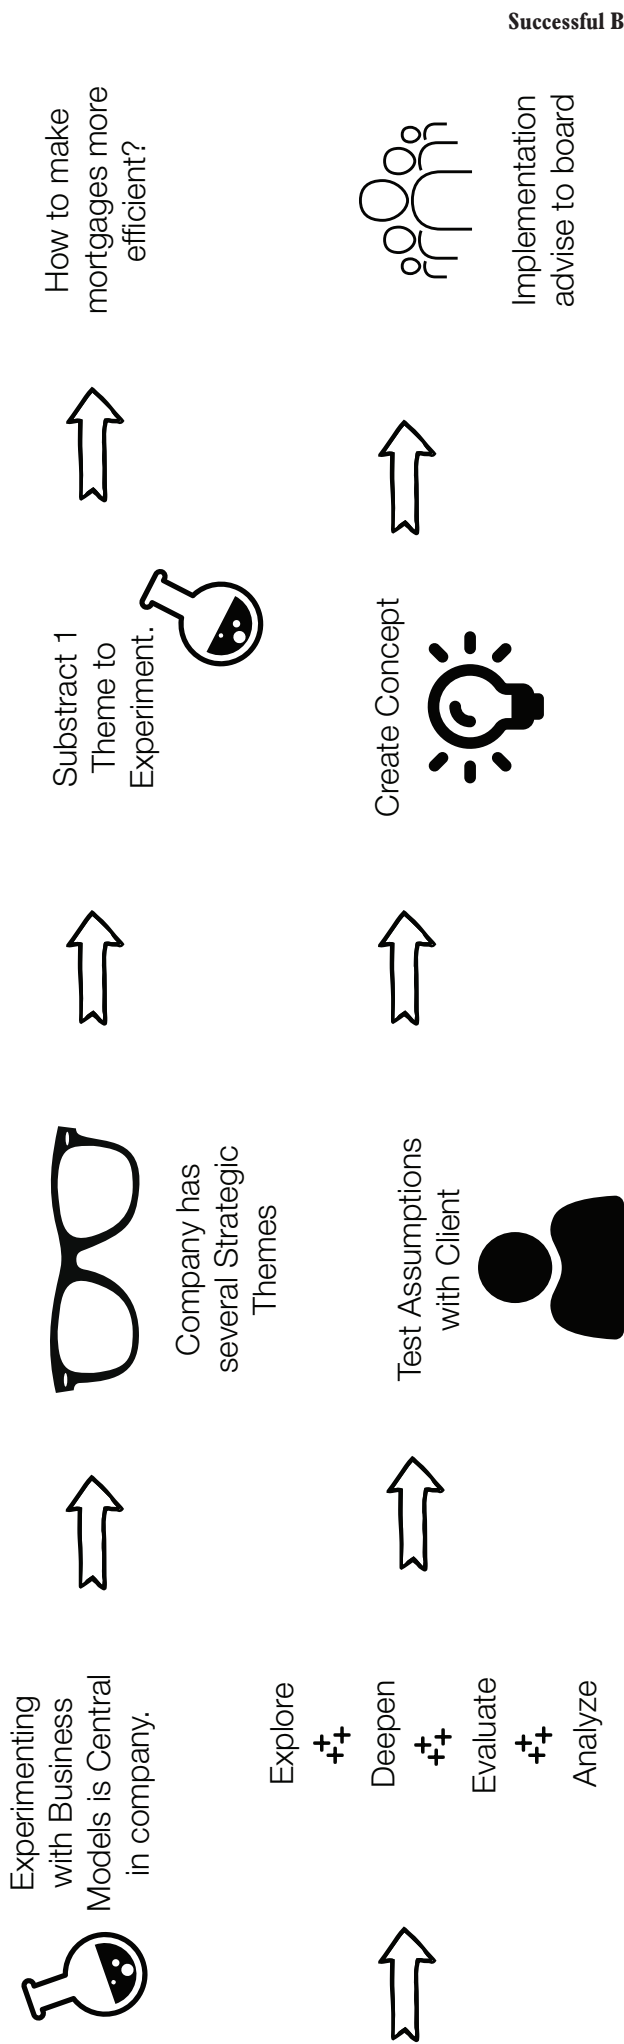 Successful B
Experimenting
with Business
Models is Central
in company.
Company has
several Strategic
Themes
Substract 1
Theme to
Experiment.
How to make
mortgages more
efficient?
Explore
Deepen
Evaluate
Analyze
Test Assumptions
with Client
Create Concept
Implementation
advise to board